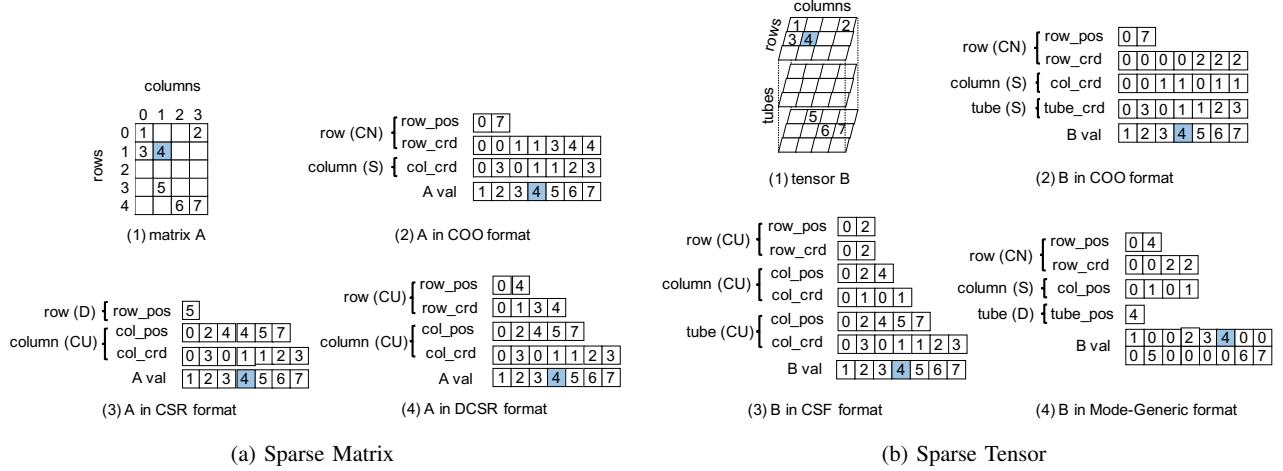 columns
0 1 2 3
rows
0 1 2
1 3 4
2
3 5
4 6 7
(1) matrix A
row (CN)
row_pos 0 7
row_crd 0 0 1 1 3 4 4
column (S) col_crd 0 3 0 1 1 2 3
A val 1 2 3 4 5 6 7
(2) A in COO format
row (D) row_pos 5
column (CU)
col_pos 0 2 4 4 5 7
col_crd 0 3 0 1 1 2 3
A val 1 2 3 4 5 6 7
(3) A in CSR format
row (CU)
row_pos 0 4
row_crd 0 1 3 4
column (CU)
col_pos 0 2 4 5 7
col_crd 0 3 0 1 1 2 3
A val 1 2 3 4 5 6 7
(4) A in DCSR format
(a) Sparse Matrix
columns
rows
1 2
3 4
tubes
5
6 7
(1) tensor B
row (CN)
row_pos 0 7
row_crd 0 0 0 0 2 2 2
column (S) col_crd 0 0 1 1 0 1 1
tube (S) tube_crd 0 3 0 1 1 2 3
B val 1 2 3 4 5 6 7
(2) B in COO format
row (CU)
row_pos 0 2
row_crd 0 2
column (CU)
col_pos 0 2 4
col_crd 0 1 0 1
tube (CU)
col_pos 0 2 4 5 7
col_crd 0 3 0 1 1 2 3
B val 1 2 3 4 5 6 7
(3) B in CSF format
row (CN)
row_pos 0 4
row_crd 0 0 2 2
column (S) col_pos 0 1 0 1
tube (D) tube_pos 4
B val
1 0 0 2 3 4 0 0
0 5 0 0 0 0 6 7
(4) B in Mode-Generic format
(b) Sparse Tensor